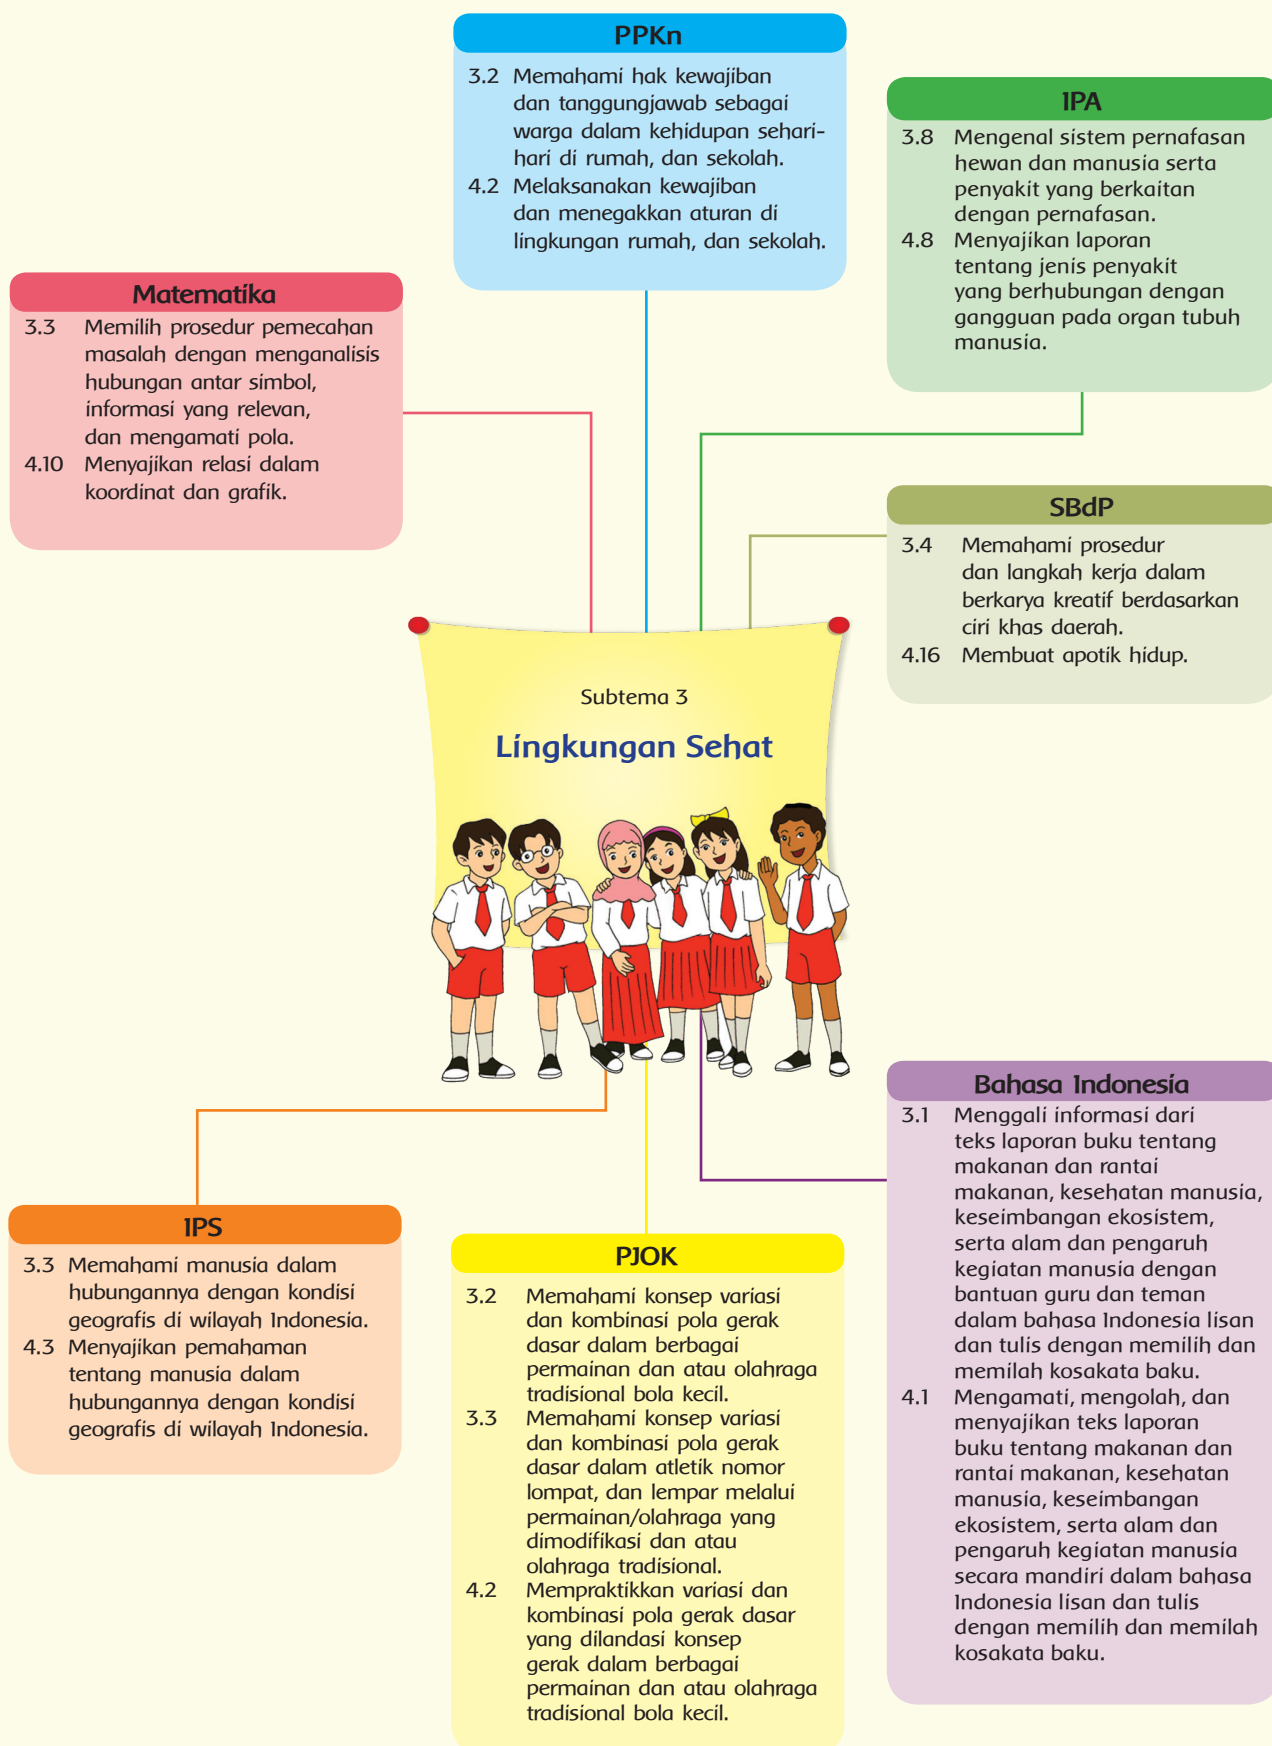 PPKn
3.2 Memahami hak kewajiban
dan tanggungjawab sebagai
warga dalam kehidupan sehari-
hari di rumah, dan sekolah.
4.2 Melaksanakan kewajiban
dan menegakkan aturan di
lingkungan rumah, dan sekolah.
IPA
3.8 Mengenal sistem pernafasan
hewan dan manusia serta
penyakit yang berkaitan
dengan pernafasan.
4.8 Menyajikan laporan
tentang jenis penyakit
yang berhubungan dengan
gangguan pada organ tubuh
manusia.
Matematika
3.3 Memilih prosedur pemecahan
masalah dengan menganalisis
hubungan antar simbol,
informasi yang relevan,
dan mengamati pola.
4.10 Menyajikan relasi dalam
koordinat dan grafik.
SBdP
3.4 Memahami prosedur
dan langkah kerja dalam
berkarya kreatif berdasarkan
ciri khas daerah.
4.16 Membuat apotik hidup.
Subtema 3
Lingkungan Sehat
Bahasa Indonesia
3.1 Menggali informasi dari
teks laporan buku tentang
makanan dan rantai
makanan, kesehatan manusia,
keseimbangan ekosistem,
serta alam dan pengaruh
kegiatan manusia dengan
bantuan guru dan teman
dalam bahasa Indonesia lisan
dan tulis dengan memilih dan
memilah kosakata baku.
4.1 Mengamati, mengolah, dan
menyajikan teks laporan
buku tentang makanan dan
rantai makanan, kesehatan
manusia, keseimbangan
ekosistem, serta alam dan
pengaruh kegiatan manusia
secara mandiri dalam bahasa
Indonesia lisan dan tulis
dengan memilih dan memilah
kosakata baku.
IPS
3.3 Memahami manusia dalam
hubungannya dengan kondisi
geografis di wilayah Indonesia.
4.3 Menyajikan pemahaman
tentang manusia dalam
hubungannya dengan kondisi
geografis di wilayah Indonesia.
PJOK
3.2 Memahami konsep variasi
dan kombinasi pola gerak
dasar dalam berbagai
permainan dan atau olahraga
tradisional bola kecil.
3.3 Memahami konsep variasi
dan kombinasi pola gerak
dasar dalam atletik nomor
lompat, dan lempar melalui
permainan/olahraga yang
dimodifikasi dan atau
olahraga tradisional.
4.2 Mempraktikkan variasi dan
kombinasi pola gerak dasar
yang dilandasi konsep
gerak dalam berbagai
permainan dan atau olahraga
tradisional bola kecil.